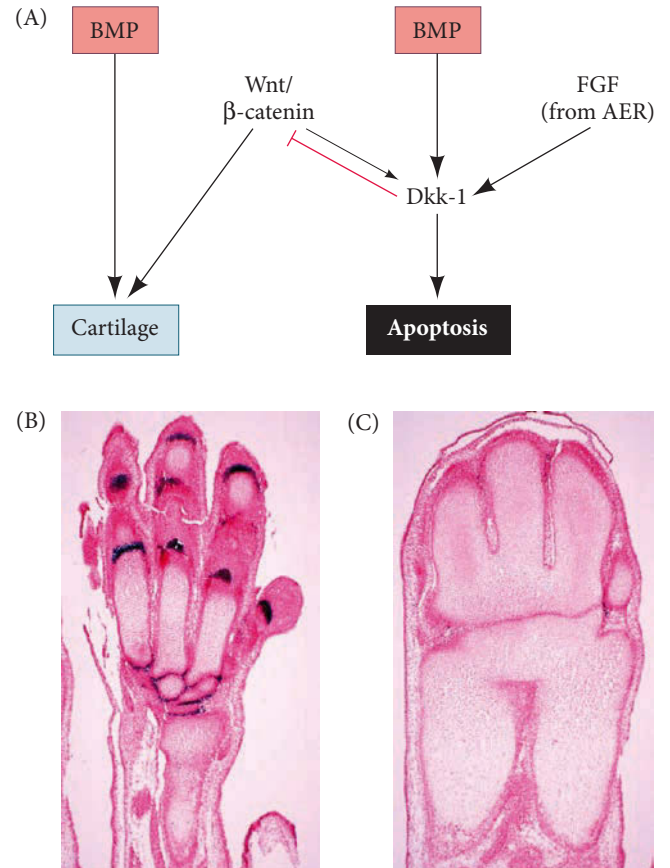 (A)
BMP
BMP
Wnt/
β-catenin
FGF
(from AER)
Dkk-1
Cartilage
Apoptosis
(B)
(C)